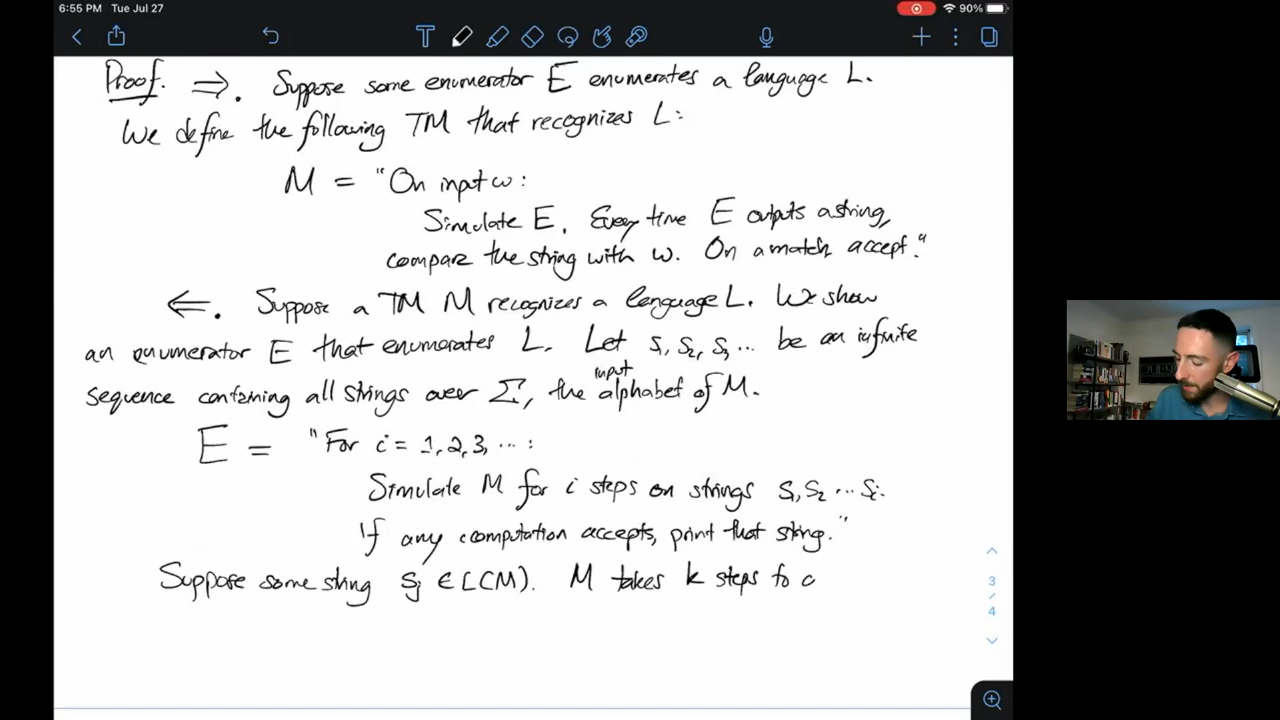 6:55 PM Tue Jul 27
90%
Proof. ⇒. Suppose some enumerator E enumerates a language L.
We define the following TM that recognizes L:
M = "On input w:
Simulate E. Every time E outputs a string,
compare the string with w. On a match, accept."
⇐. Suppose a TM M recognizes a language L. We show
an enumerator E that enumerates L. Let s₁, s₂, s₃, ... be an infinite
sequence containing all strings over Σ, the input alphabet of M.
E = "For i = 1, 2, 3, ... :
Simulate M for i steps on strings s₁, s₂ ... sᵢ.
If any computation accepts, print that string."
Suppose some string sⱼ ∈ L(M). M takes k steps to a
3
/
4